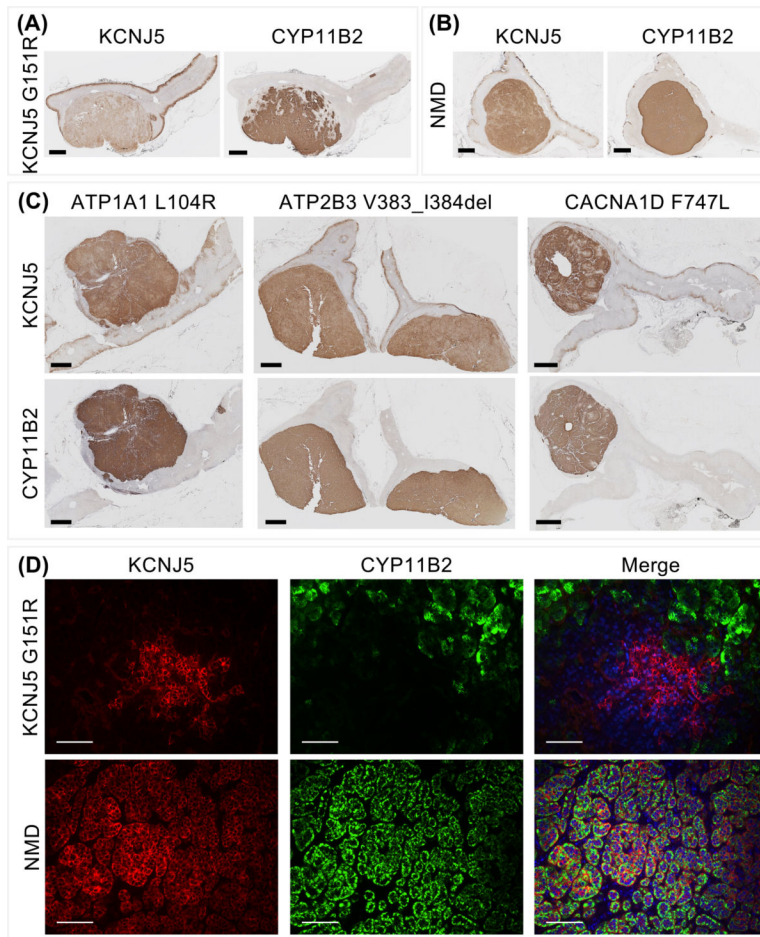 (A)
KCNJ5 CYP11B2
KCNJ5 G151R
(B)
KCNJ5 CYP11B2
NMD
(C)
ATP1A1 L104R ATP2B3 V383_I384del CACNA1D F747L
KCNJ5
CYP11B2
(D)
KCNJ5 CYP11B2 Merge
KCNJ5 G151R
NMD